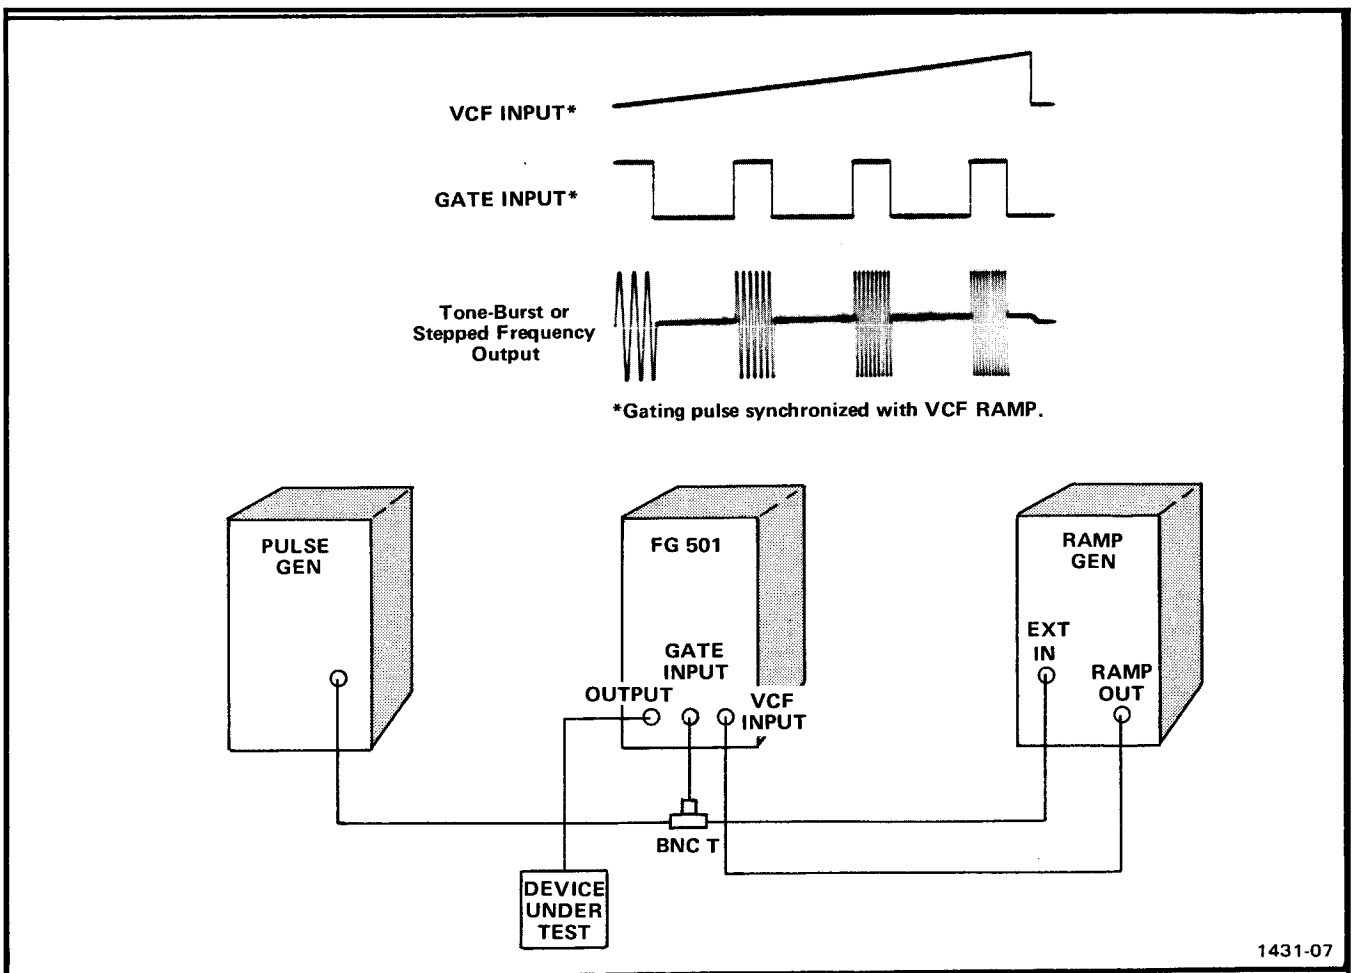 VCF INPUT*
GATE INPUT*
Tone-Burst or
Stepped Frequency
Output
*Gating pulse synchronized with VCF RAMP.
PULSE
GEN
FG 501
GATE
INPUT
OUTPUT
VCF
INPUT
RAMP
GEN
EXT
IN
RAMP
OUT
BNC T
DEVICE
UNDER
TEST
1431-07